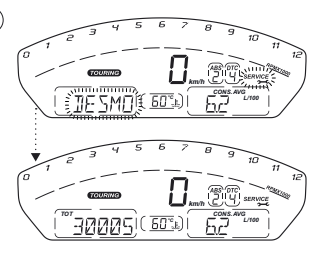 0 1 2 3 4 5 6 7 8 9 10 11 12
RPMX1000
TOURING 0 km/h ABS 2 DTC 4 SERVICE
DESMO 60°c CONS. AVG 6.2 L/100
0 1 2 3 4 5 6 7 8 9 10 11 12
RPMX1000
TOURING 0 km/h ABS 2 DTC 4 SERVICE
TOT 30005 60°c CONS. AVG 6.2 L/100